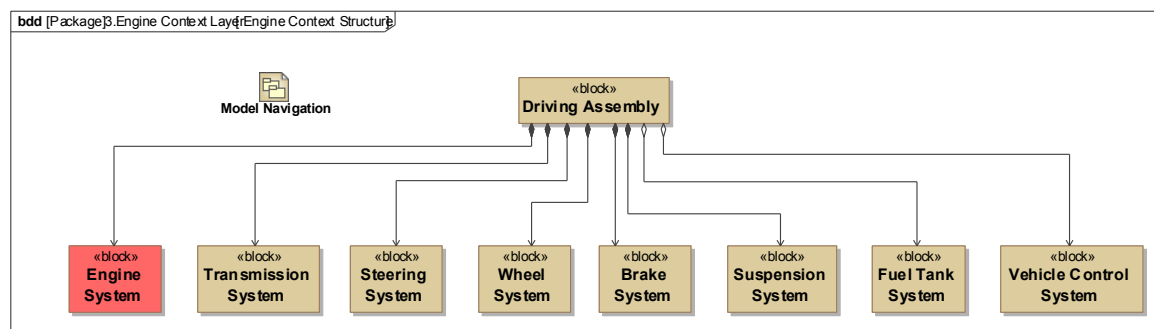 bdd [Package]3.Engine Context Layer[Engine Context Structure]
Model Navigation
«block»
Driving Assembly
«block»
Engine
System
«block»
Transmission
System
«block»
Steering
System
«block»
Wheel
System
«block»
Brake
System
«block»
Suspension
System
«block»
Fuel Tank
System
«block»
Vehicle Control
System